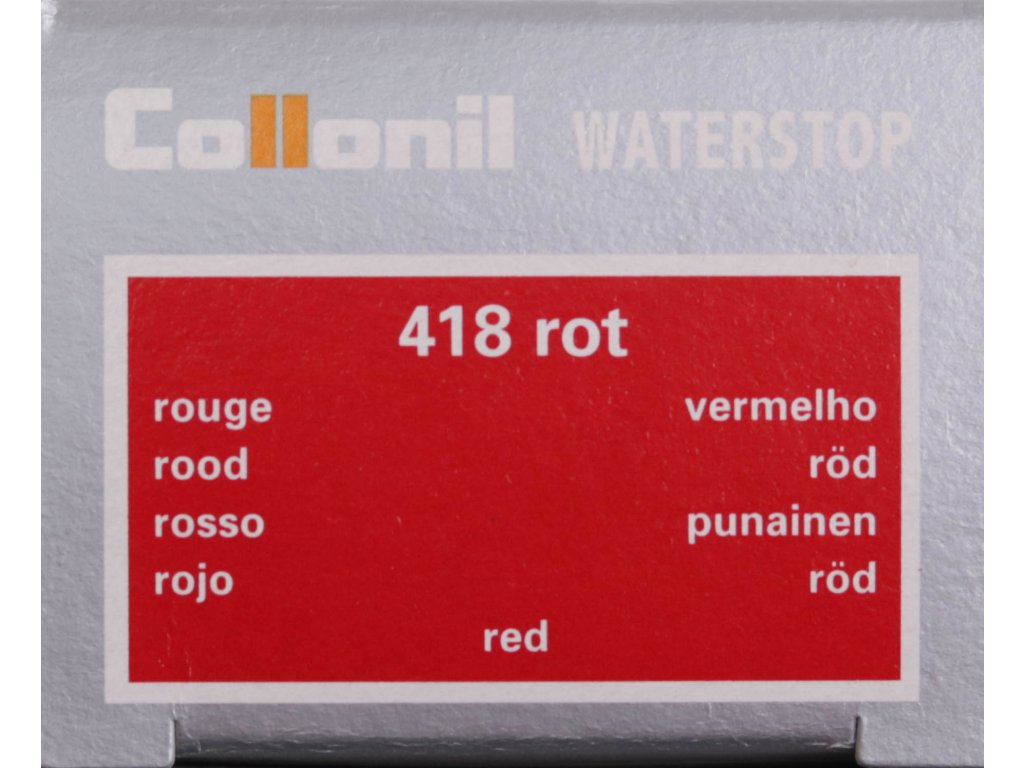 Collonil WATERSTOP
418 rot
rouge vermelho
rood röd
rosso punainen
rojo röd
red